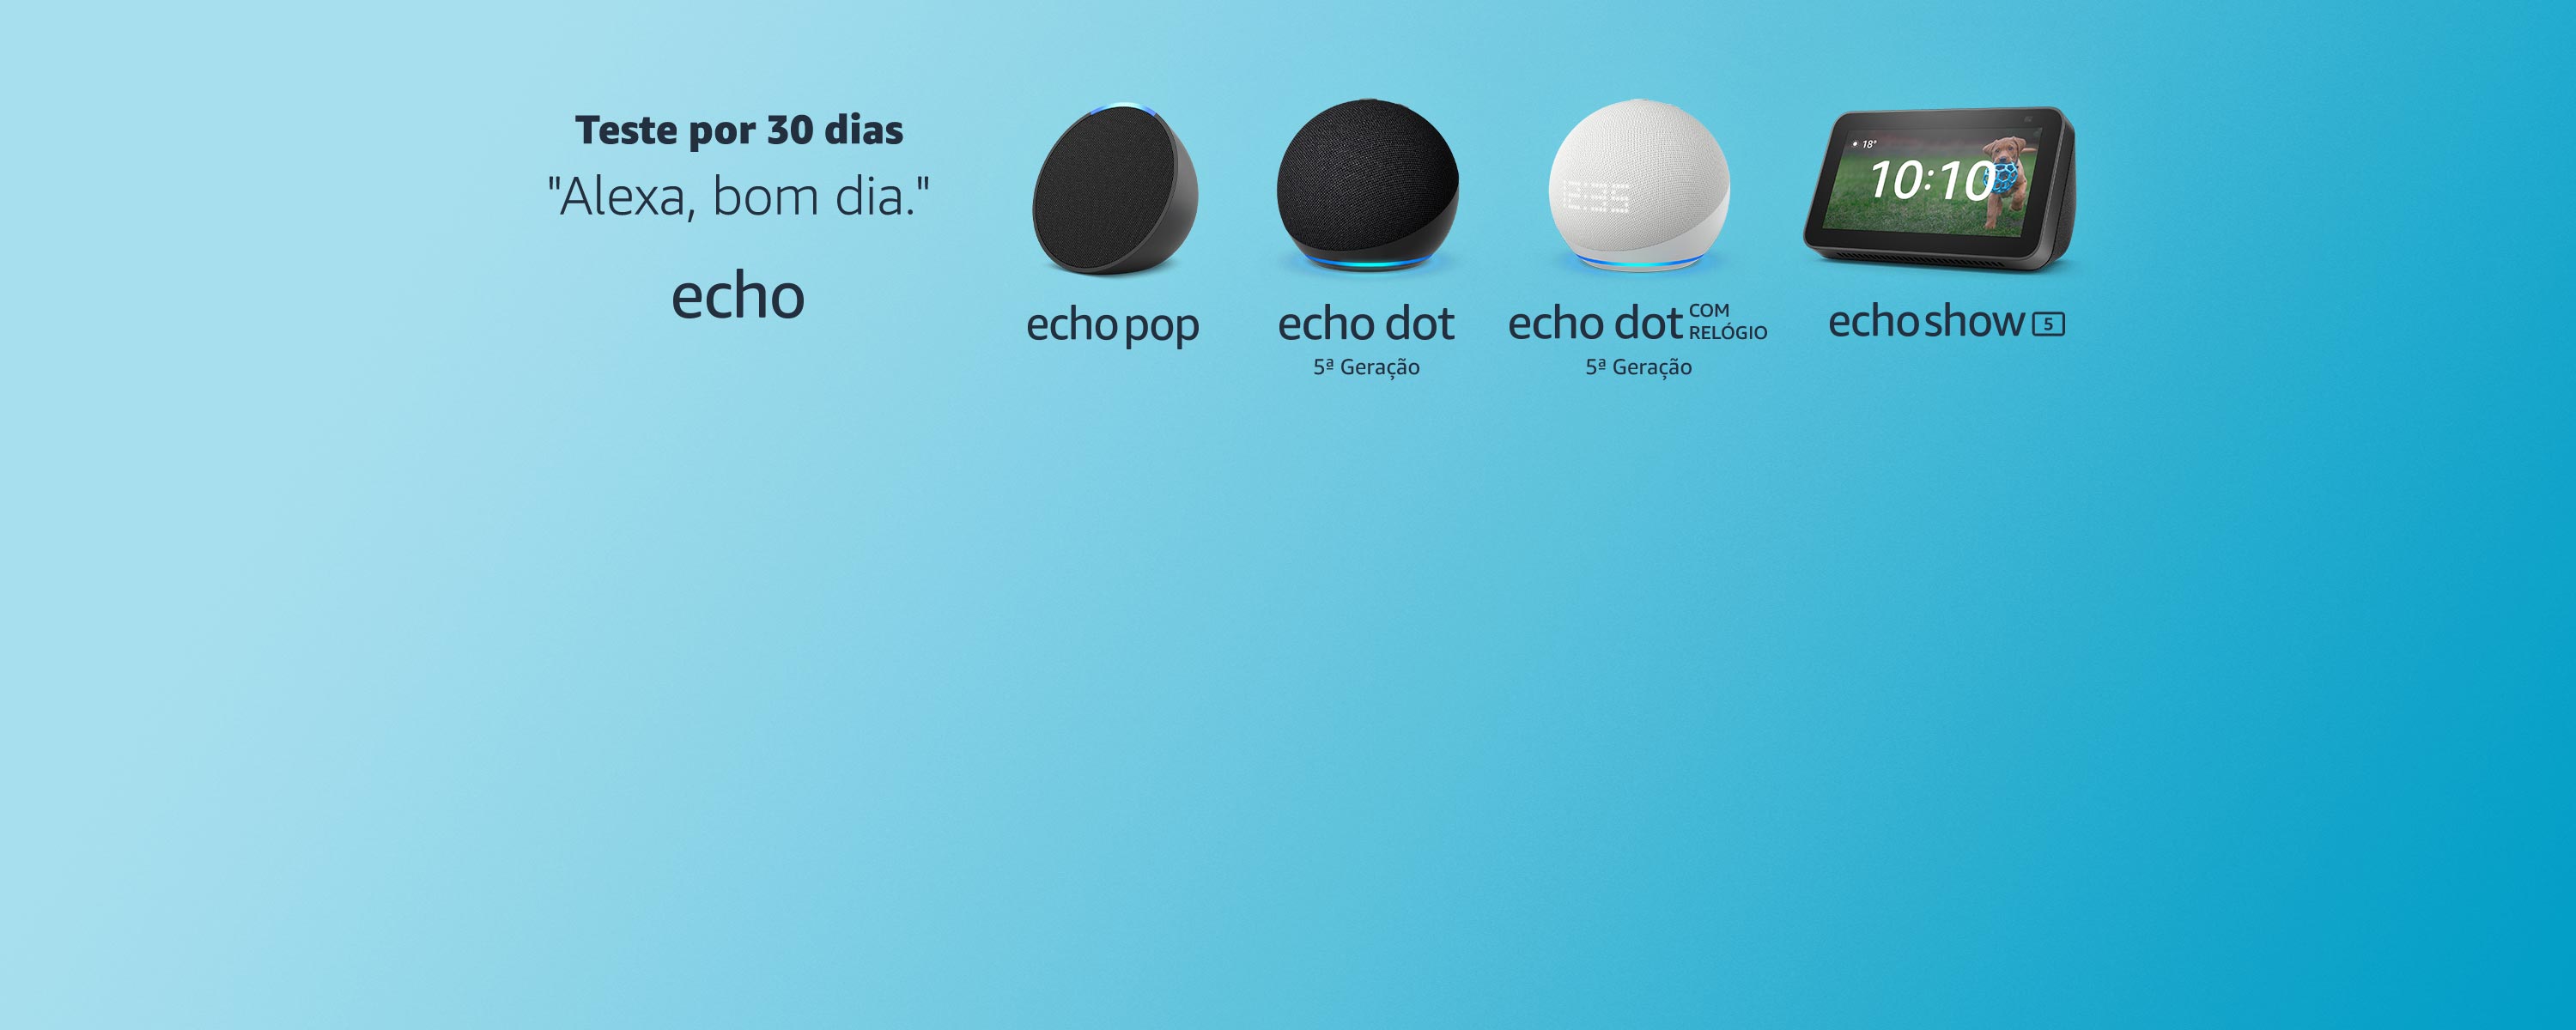 Teste por 30 dias
"Alexa, bom dia."
echo
echo pop
echo dot
5ª Geração
12:35
echo dot COM RELÓGIO
5ª Geração
18°
10:10
echo show 5